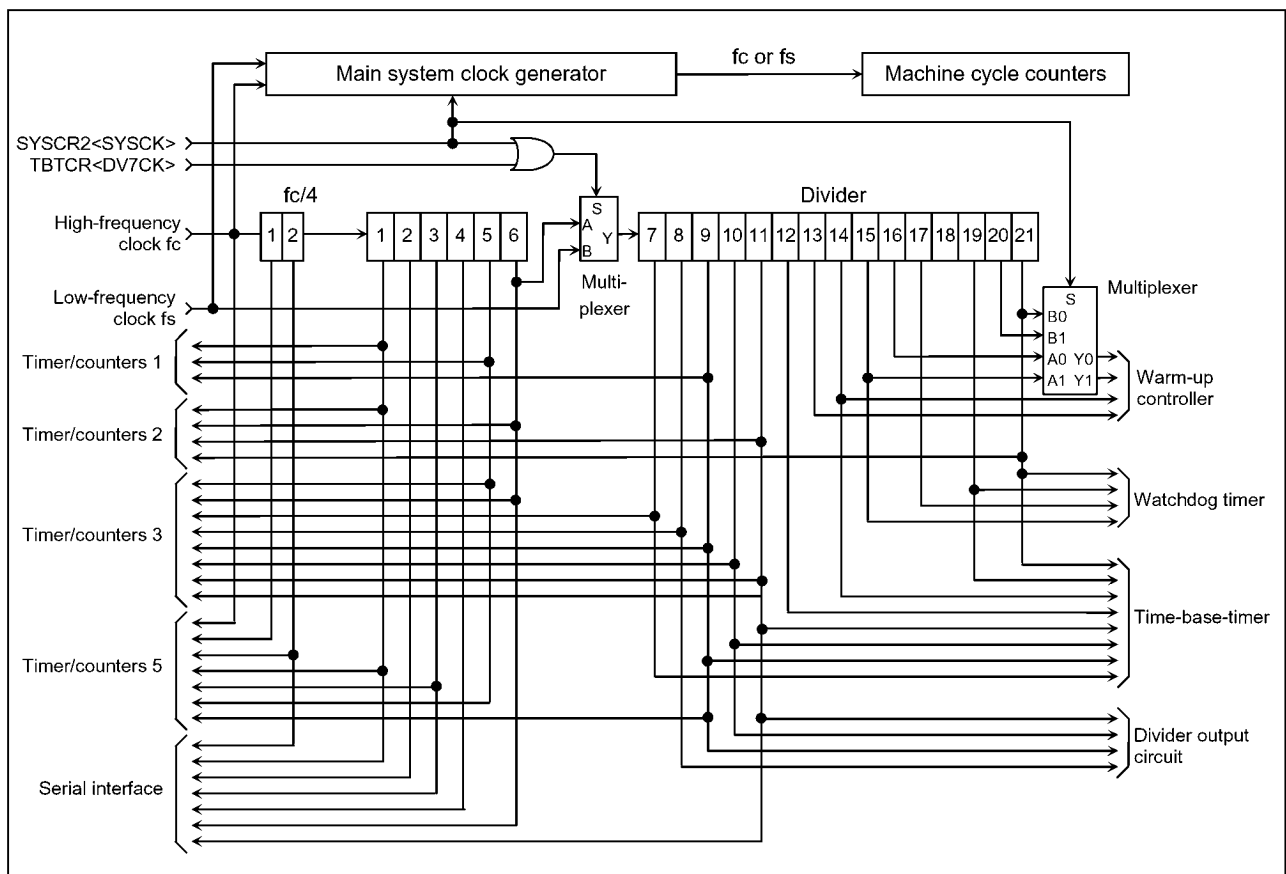 fc or fs
Main system clock generator
Machine cycle counters
SYSCR2<SYSCK>
TBTCR<DV7CK>
fc/4
Divider
High-frequency
clock fc
1 2
1 2 3 4 5 6
S
A
B
Y
7 8 9 10 11 12 13 14 15 16 17 18 19 20 21
Multi-
plexer
Low-frequency
clock fs
Multiplexer
S
B0
B1
A0 Y0
A1 Y1
Timer/counters 1
Warm-up
controller
Timer/counters 2
Watchdog timer
Timer/counters 3
Time-base-timer
Timer/counters 5
Divider output
circuit
Serial interface